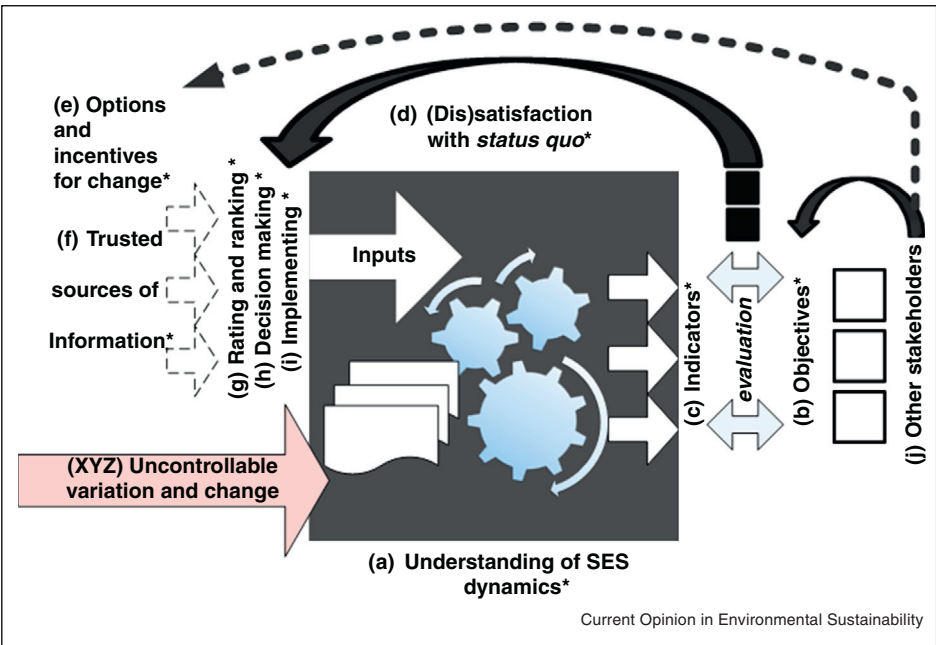 (e) Options
and
incentives
for change*
(f) Trusted
sources of
Information*
(d) (Dis)satisfaction
with status quo*
(g) Rating and ranking *
(h) Decision making *
(i) Implementing *
Inputs
(c) Indicators*
evaluation
(b) Objectives*
(j) Other stakeholders
(XYZ) Uncontrollable
variation and change
(a) Understanding of SES
dynamics*
Current Opinion in Environmental Sustainability